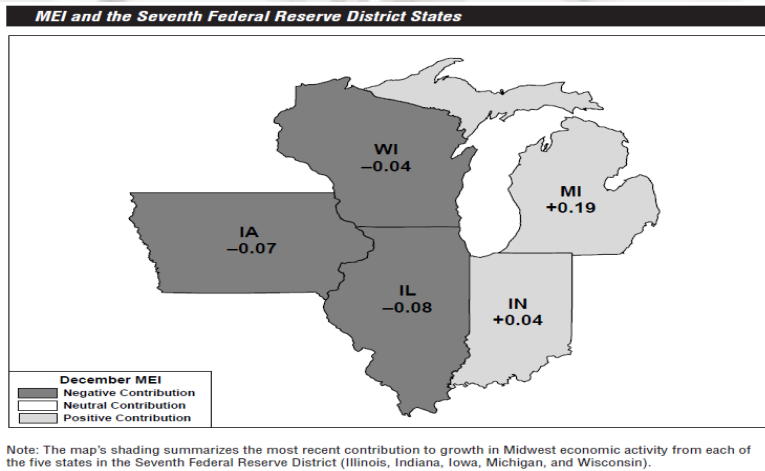 MEI and the Seventh Federal Reserve District States
WI
–0.04
MI
+0.19
IA
–0.07
IL
–0.08
IN
+0.04
December MEI
Negative Contribution
Neutral Contribution
Positive Contribution
Note: The map's shading summarizes the most recent contribution to growth in Midwest economic activity from each of
the five states in the Seventh Federal Reserve District (Illinois, Indiana, Iowa, Michigan, and Wisconsin).